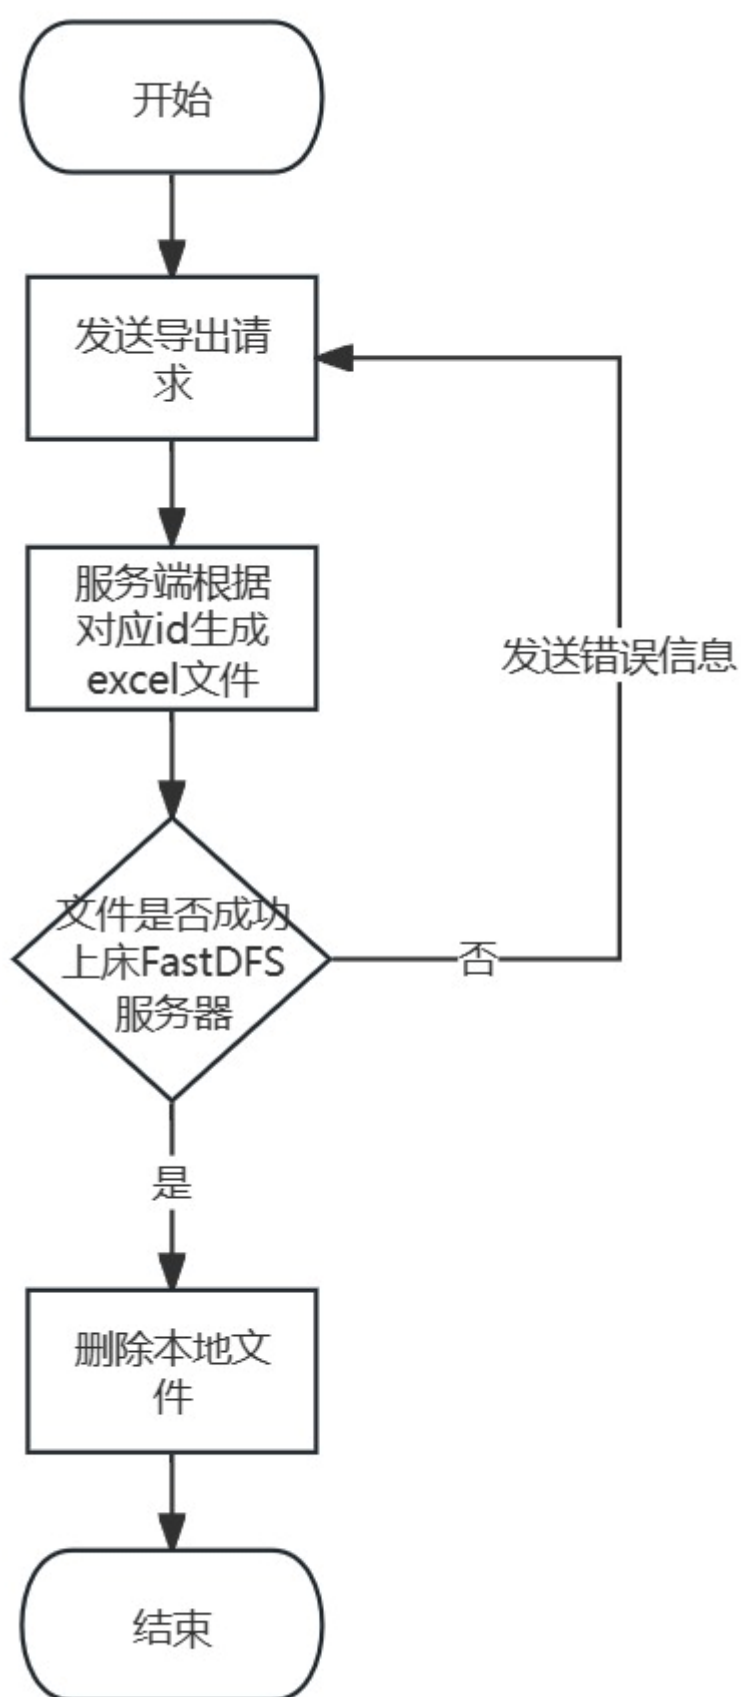 开始
发送导出请
求
服务端根据
对应id生成
excel文件
发送错误信息
文件是否成功
上床FastDFS
服务器
否
是
删除本地文
件
结束